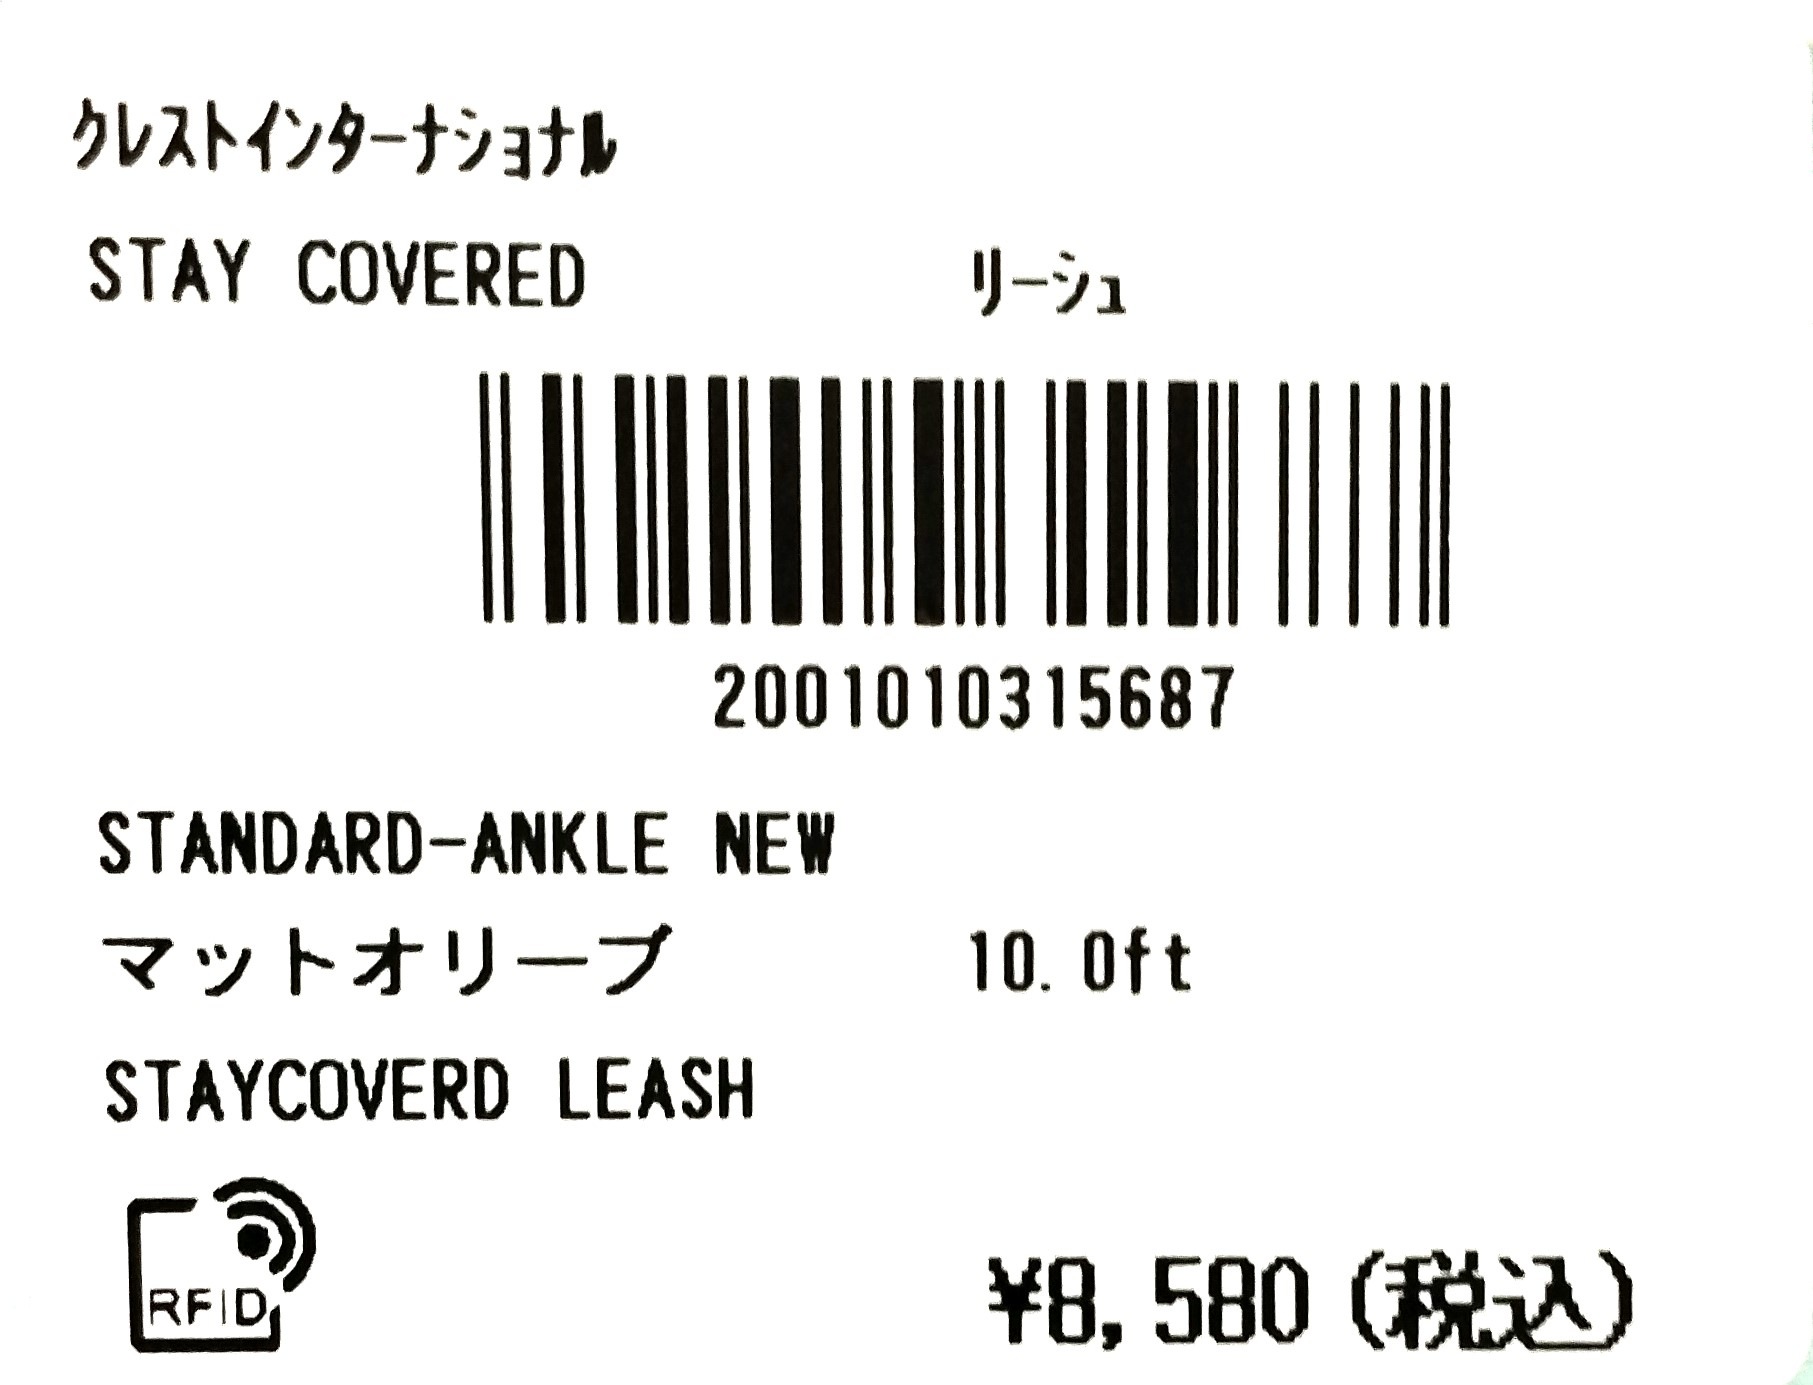 クレストインターナショナル
STAY COVERED リーシュ
2001010315687
STANDARD-ANKLE NEW
マットオリーブ 10.0ft
STAYCOVERD LEASH
RFID
¥8,580(税込)